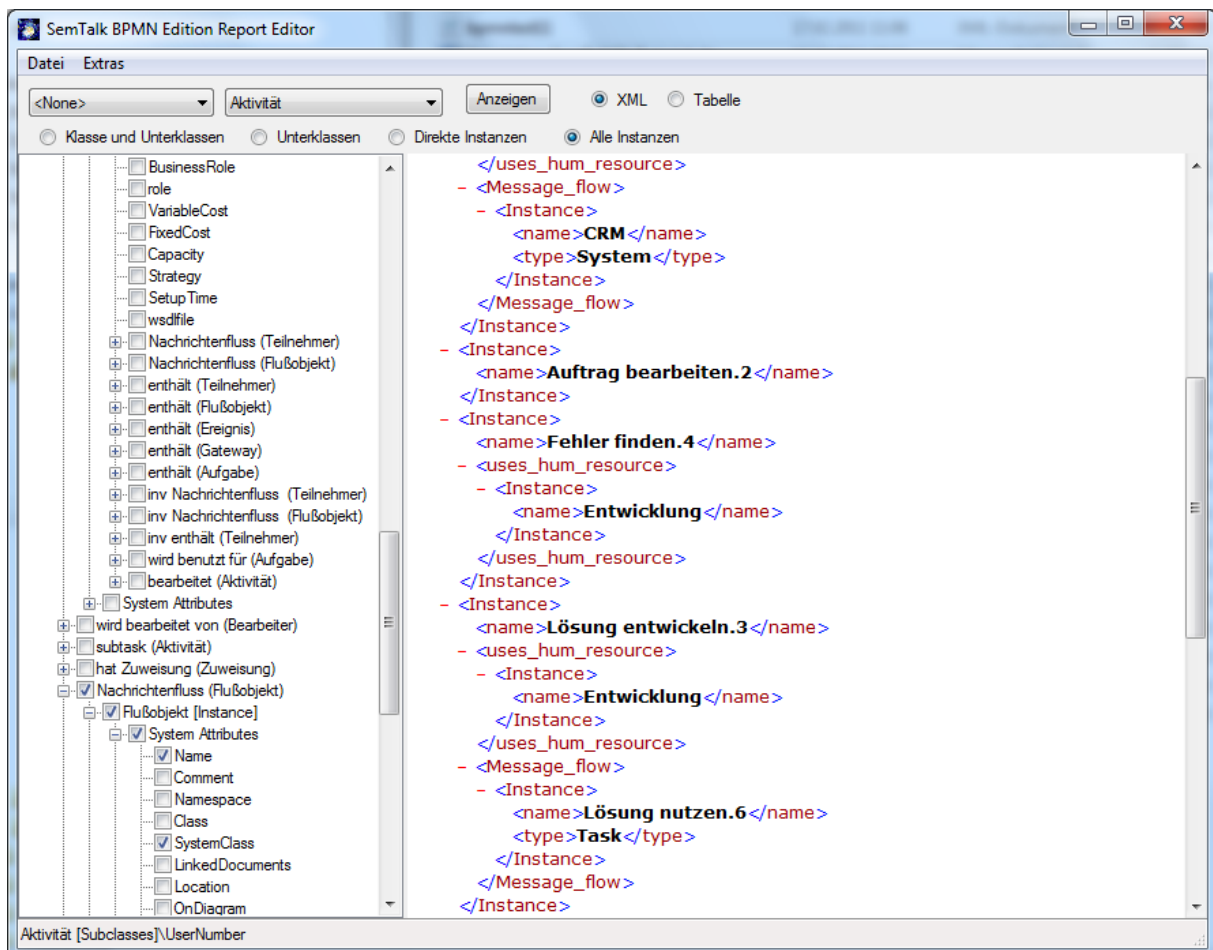 SemTalk BPMN Edition Report Editor
Datei Extras
<None> Aktivität Anzeigen XML Tabelle
Klasse und Unterklassen Unterklassen Direkte Instanzen Alle Instanzen
BusinessRole
role
VariableCost
FixedCost
Capacity
Strategy
SetupTime
wsdlfile
Nachrichtenfluss (Teilnehmer)
Nachrichtenfluss (Flußobjekt)
enthält (Teilnehmer)
enthält (Flußobjekt)
enthält (Ereignis)
enthält (Gateway)
enthält (Aufgabe)
inv Nachrichtenfluss (Teilnehmer)
inv Nachrichtenfluss (Flußobjekt)
inv enthält (Teilnehmer)
wird benutzt für (Aufgabe)
bearbeitet (Aktivität)
System Attributes
wird bearbeitet von (Bearbeiter)
subtask (Aktivität)
hat Zuweisung (Zuweisung)
Nachrichtenfluss (Flußobjekt)
Flußobjekt [Instance]
System Attributes
Name
Comment
Namespace
Class
SystemClass
LinkedDocuments
Location
OnDiagram
</uses_hum_resource>
- <Message_flow>
- <Instance>
<name>CRM</name>
<type>System</type>
</Instance>
</Message_flow>
</Instance>
- <Instance>
<name>Auftrag bearbeiten.2</name>
</Instance>
- <Instance>
<name>Fehler finden.4</name>
- <uses_hum_resource>
- <Instance>
<name>Entwicklung</name>
</Instance>
</uses_hum_resource>
</Instance>
- <Instance>
<name>Lösung entwickeln.3</name>
- <uses_hum_resource>
- <Instance>
<name>Entwicklung</name>
</Instance>
</uses_hum_resource>
- <Message_flow>
- <Instance>
<name>Lösung nutzen.6</name>
<type>Task</type>
</Instance>
</Message_flow>
</Instance>
Aktivität [Subclasses]\UserNumber